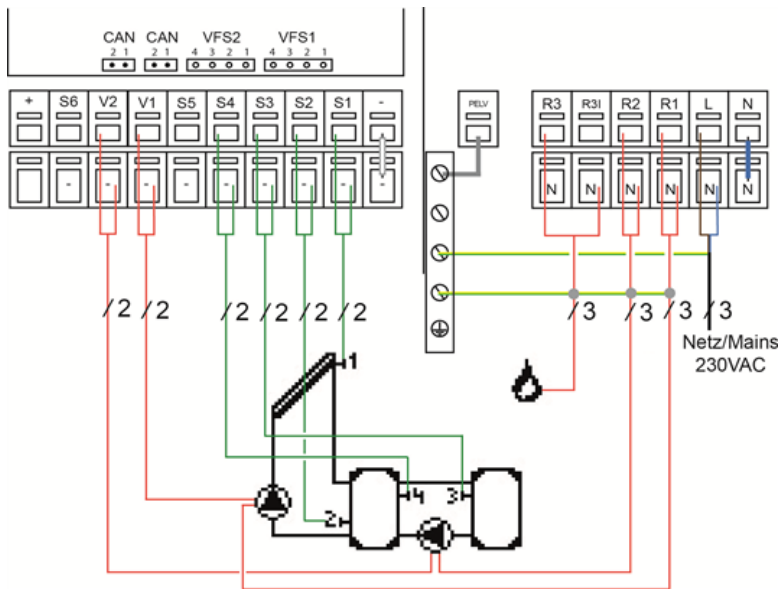 CAN CAN VFS2 VFS1
2 1 2 1 4 3 2 1 4 3 2 1
+ S6 V2 V1 S5 S4 S3 S2 S1 - PELV R3 R3I R2 R1 L N
- - - - - - - - - N N N N N N
2 2 2 2 2 2 2 3 3 3 3
Netz/Mains
230VAC
1
4 3
2